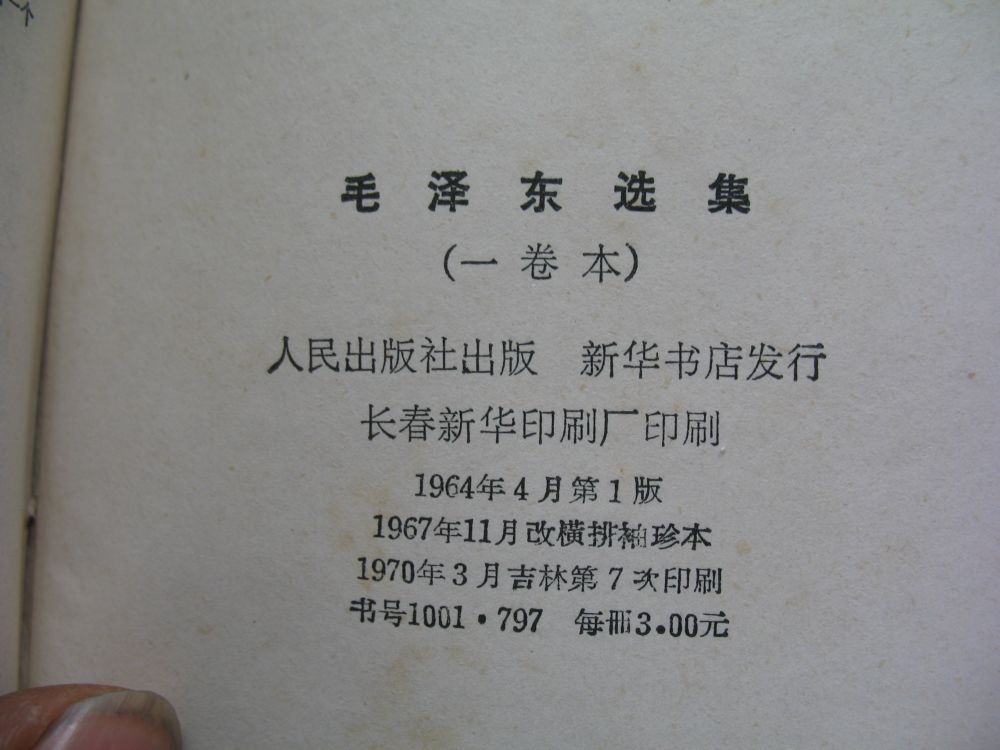 毛泽东选集
(一卷本)
人民出版社出版 新华书店发行
长春新华印刷厂印刷
1964年4月第1版
1967年11月改横排袖珍本
1970年3月吉林第7次印刷
书号1001·797 每册3.00元
个